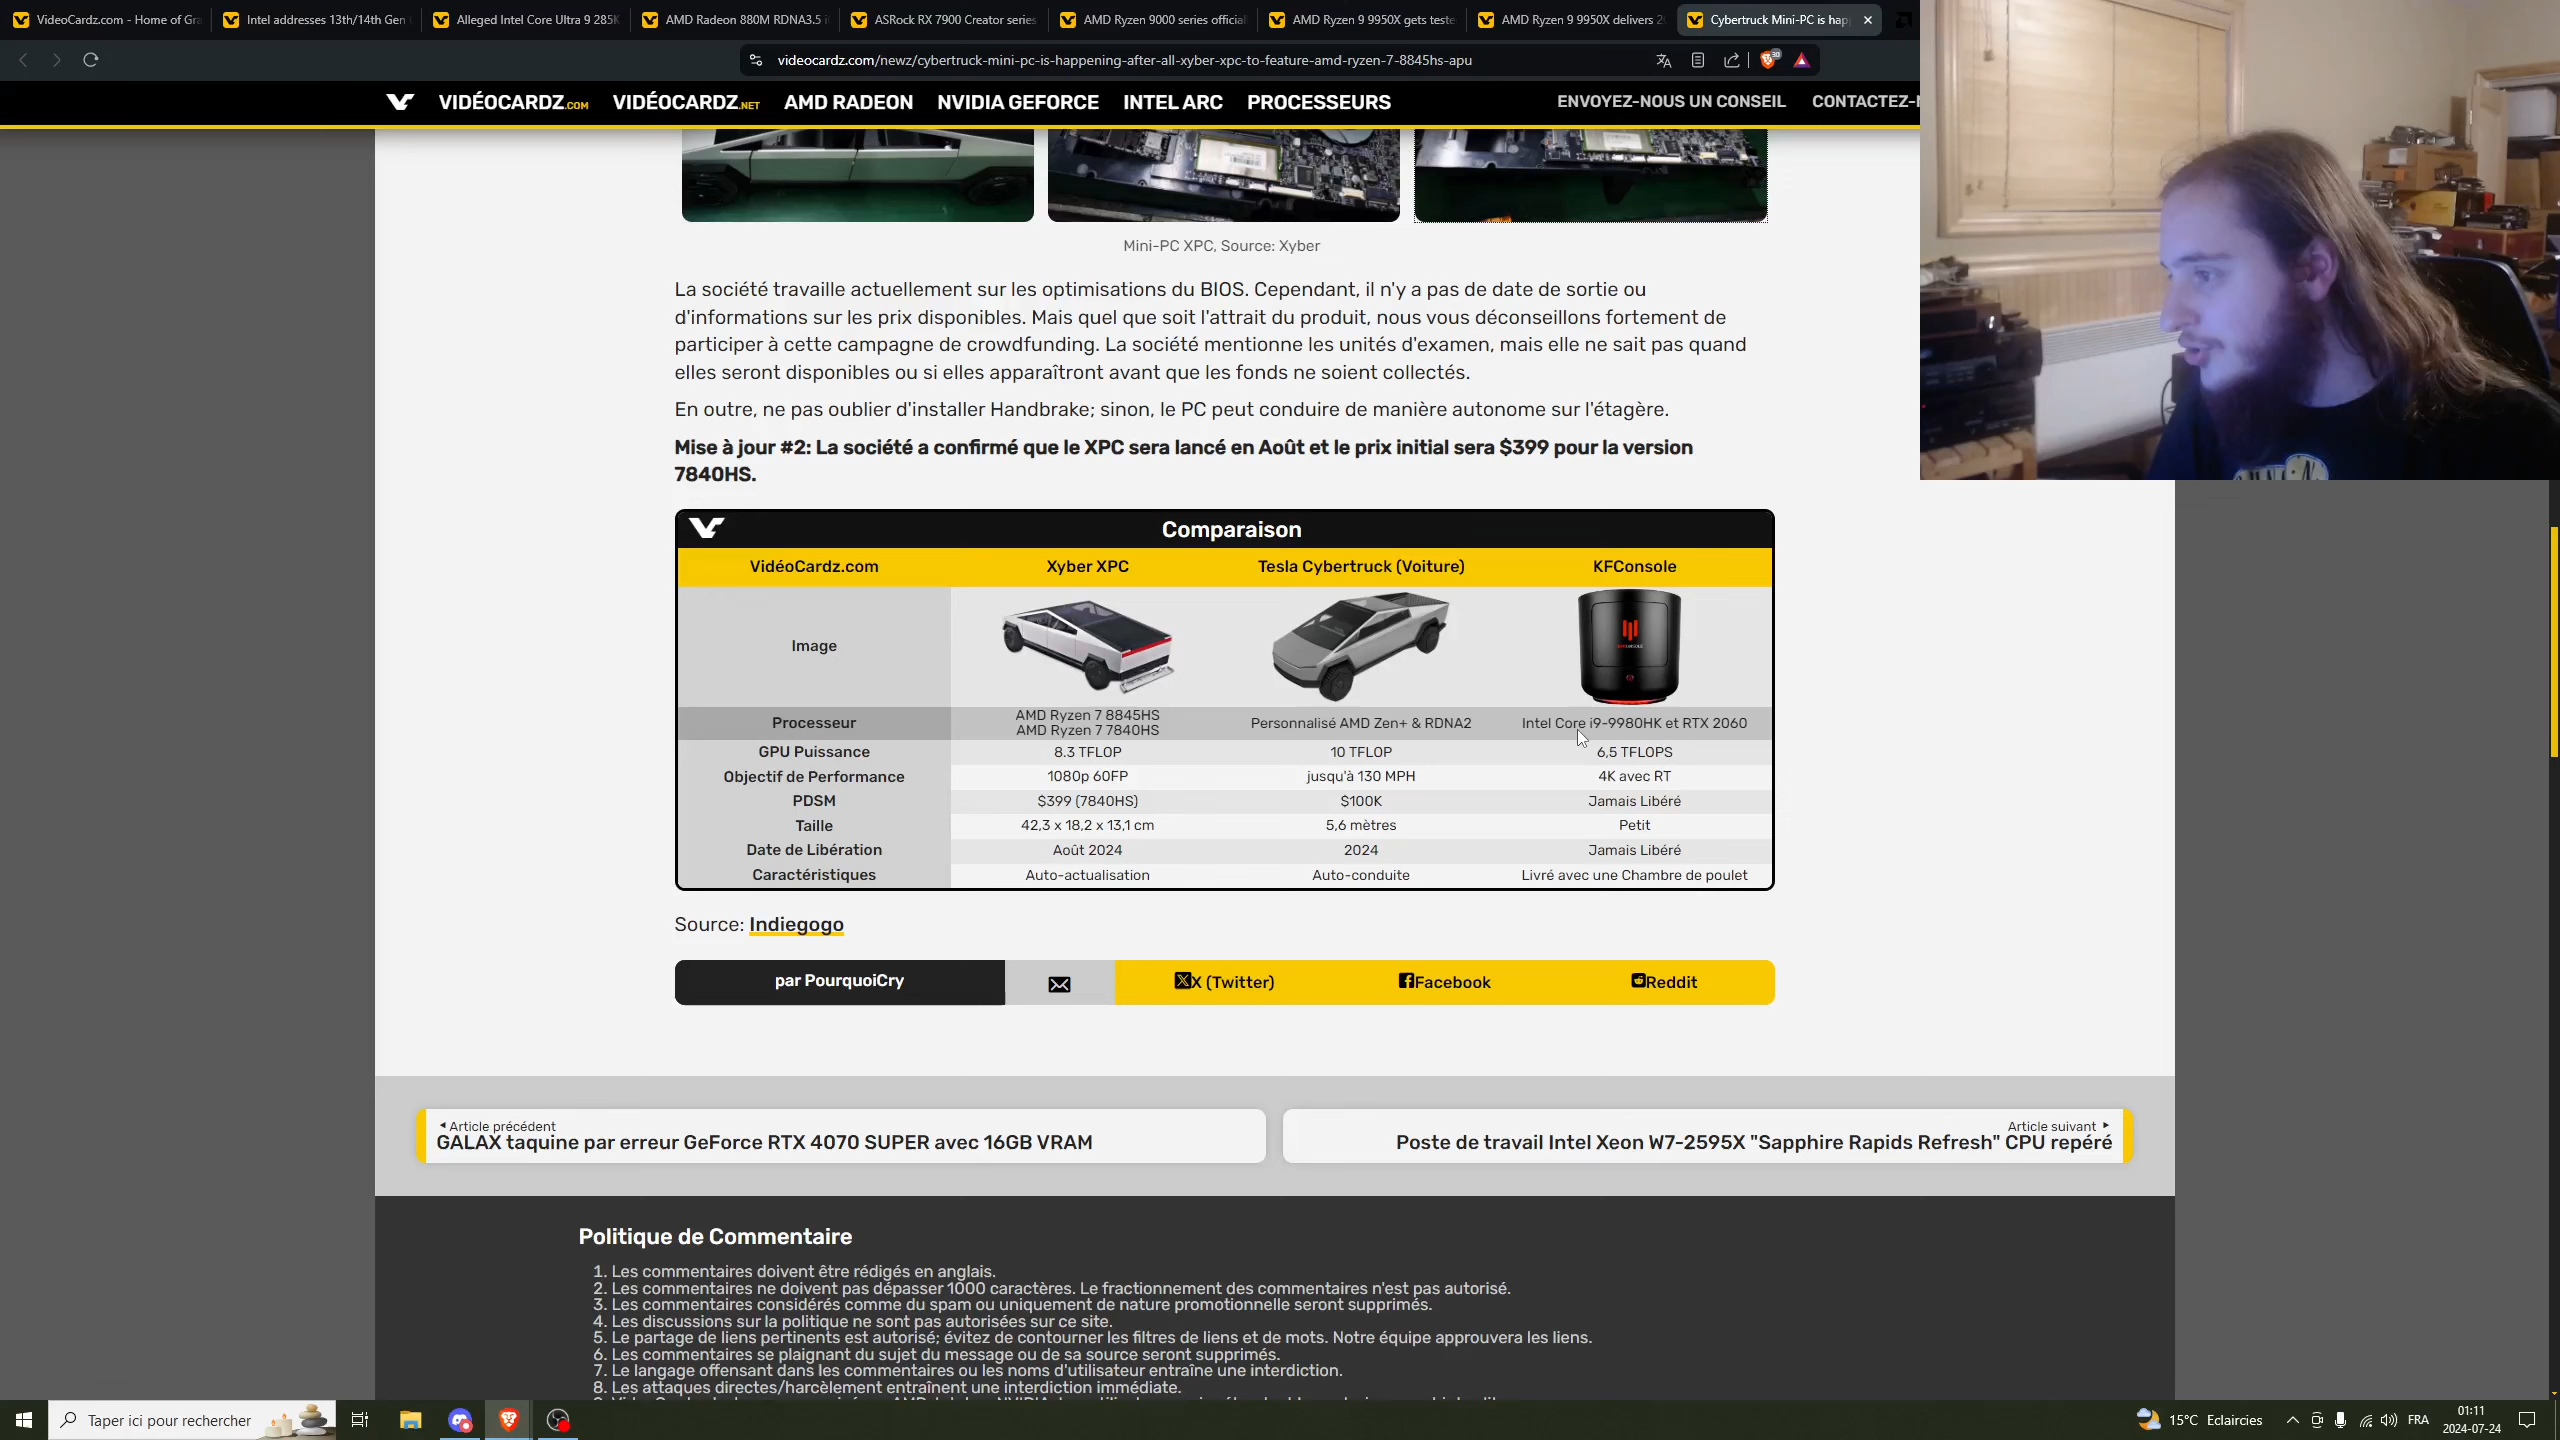 VideoCardz.com - Home of Gra
Intel addresses 13th/14th Gen
Alleged Intel Core Ultra 9 285K
AMD Radeon 880M RDNA3.5 i
ASRock RX 7900 Creator series
AMD Ryzen 9000 series official
AMD Ryzen 9 9950X gets teste
AMD Ryzen 9 9950X delivers 2
Cybertruck Mini-PC is hap
videocardz.com/newz/cybertruck-mini-pc-is-happening-after-all-xyber-xpc-to-feature-amd-ryzen-7-8845hs-apu
VIDÉOCARDZ.COM VIDÉOCARDZ.NET AMD RADEON NVIDIA GEFORCE INTEL ARC PROCESSEURS ENVOYEZ-NOUS UN CONSEIL CONTACTEZ-N
Mini-PC XPC, Source: Xyber
La société travaille actuellement sur les optimisations du BIOS. Cependant, il n'y a pas de date de sortie ou
d'informations sur les prix disponibles. Mais quel que soit l'attrait du produit, nous vous déconseillons fortement de
participer à cette campagne de crowdfunding. La société mentionne les unités d'examen, mais elle ne sait pas quand
elles seront disponibles ou si elles apparaîtront avant que les fonds ne soient collectés.
En outre, ne pas oublier d'installer Handbrake; sinon, le PC peut conduire de manière autonome sur l'étagère.
Mise à jour #2: La société a confirmé que le XPC sera lancé en Août et le prix initial sera $399 pour la version
7840HS.
Comparaison
VidéoCardz.com Xyber XPC Tesla Cybertruck (Voiture) KFConsole
Image
Processeur AMD Ryzen 7 8845HS Personnalisé AMD Zen+ & RDNA2 Intel Core i9-9980HK et RTX 2060
AMD Ryzen 7 7840HS
GPU Puissance 8.3 TFLOP 10 TFLOP 6,5 TFLOPS
Objectif de Performance 1080p 60FP jusqu'à 130 MPH 4K avec RT
PDSM $399 (7840HS) $100K Jamais Libéré
Taille 42,3 x 18,2 x 13,1 cm 5,6 mètres Petit
Date de Libération Août 2024 2024 Jamais Libéré
Caractéristiques Auto-actualisation Auto-conduite Livré avec une Chambre de poulet
Source: Indiegogo
par PourquoiCry X (Twitter) Facebook Reddit
Article précédent
GALAX taquine par erreur GeForce RTX 4070 SUPER avec 16GB VRAM
Article suivant
Poste de travail Intel Xeon W7-2595X "Sapphire Rapids Refresh" CPU repéré
Politique de Commentaire
1. Les commentaires doivent être rédigés en anglais.
2. Les commentaires ne doivent pas dépasser 1000 caractères. Le fractionnement des commentaires n'est pas autorisé.
3. Les commentaires considérés comme du spam ou uniquement de nature promotionnelle seront supprimés.
4. Les discussions sur la politique ne sont pas autorisées sur ce site.
5. Le partage de liens pertinents est autorisé; évitez de contourner les filtres de liens et de mots. Notre équipe approuvera les liens.
6. Les commentaires se plaignant du sujet du message ou de sa source seront supprimés.
7. Le langage offensant dans les commentaires ou les noms d'utilisateur entraîne une interdiction.
8. Les attaques directes/harcèlement entraînent une interdiction immédiate.
Taper ici pour rechercher
15°C Eclaircies FRA 01:11
2024-07-24